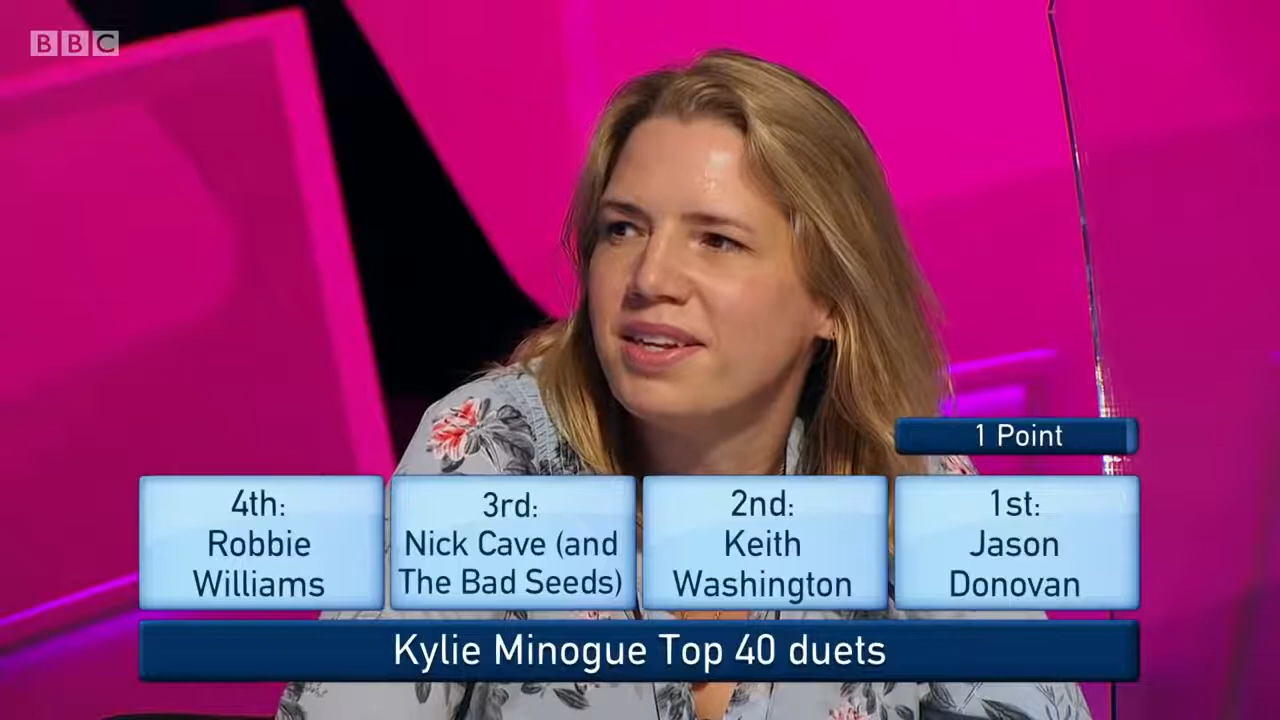 BBC
1 Point
4th:
Robbie
Williams
3rd:
Nick Cave (and
The Bad Seeds)
2nd:
Keith
Washington
1st:
Jason
Donovan
Kylie Minogue Top 40 duets